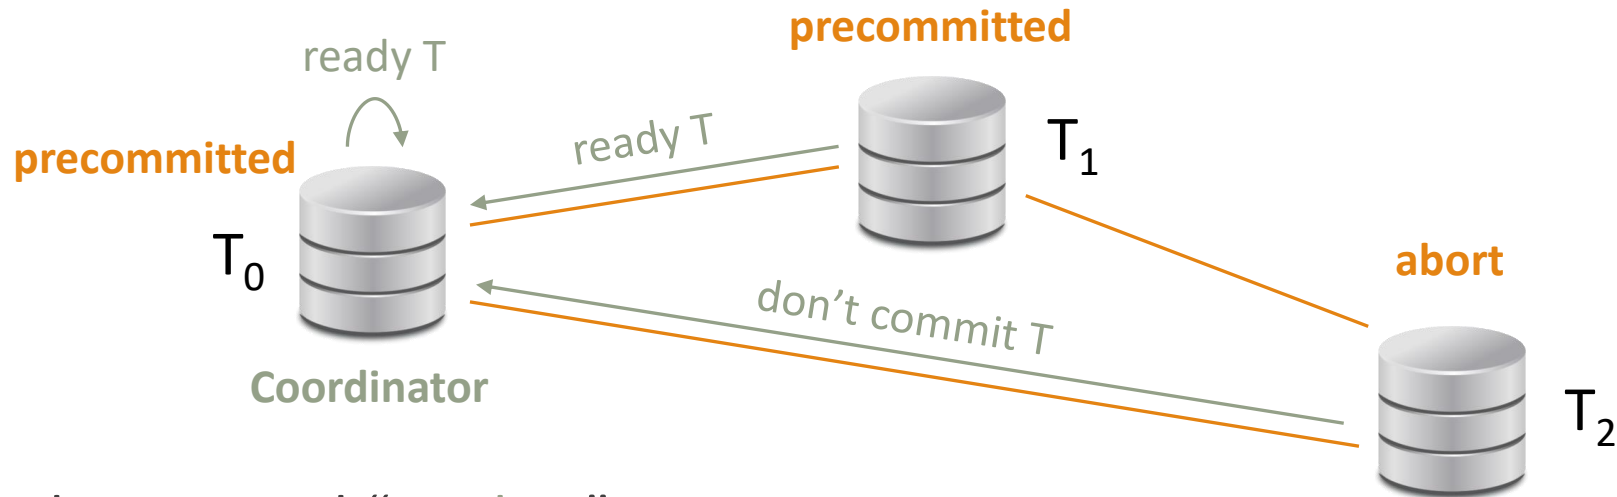 precommitted
ready T
ready T
T1
precommitted
T0
abort
don't commit T
Coordinator
T2